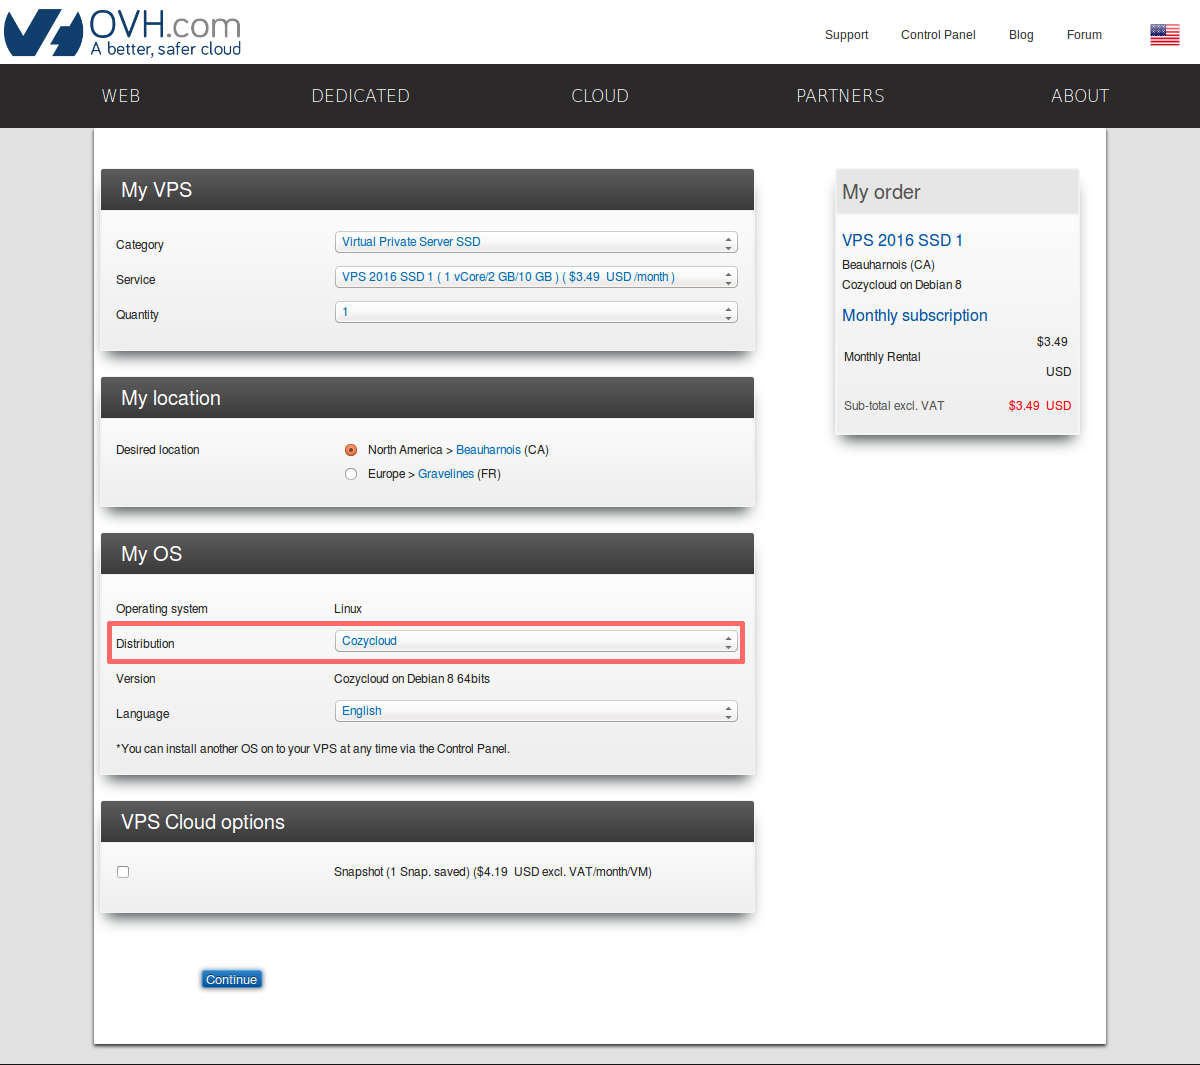 OVH.com
A better, safer cloud
Support Control Panel Blog Forum
WEB DEDICATED CLOUD PARTNERS ABOUT
My VPS
Category Virtual Private Server SSD
Service VPS 2016 SSD 1 ( 1 vCore/2 GB/10 GB ) ( $3.49 USD /month )
Quantity 1
My location
Desired location North America > Beauharnois (CA)
Europe > Gravelines (FR)
My OS
Operating system Linux
Distribution Cozycloud
Version Cozycloud on Debian 8 64bits
Language English
*You can install another OS on to your VPS at any time via the Control Panel.
VPS Cloud options
Snapshot (1 Snap. saved) ($4.19 USD excl. VAT/month/VM)
Continue
My order
VPS 2016 SSD 1
Beauharnois (CA)
Cozycloud on Debian 8
Monthly subscription
Monthly Rental $3.49
USD
Sub-total excl. VAT $3.49 USD